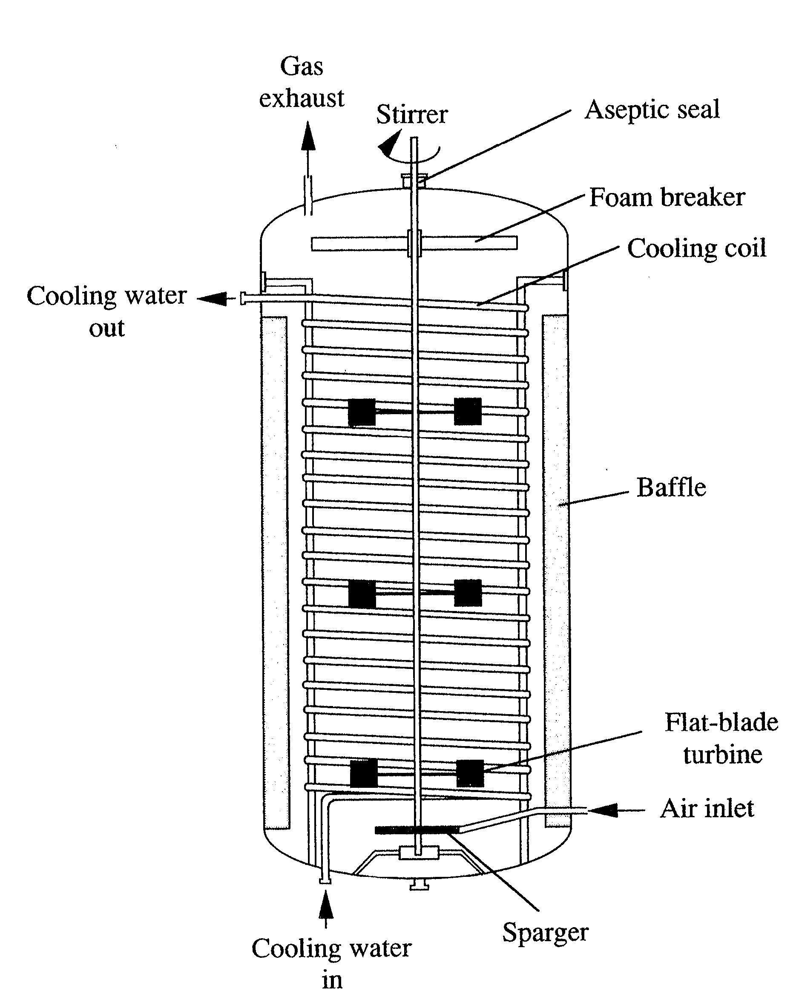 Gas
exhaust
Stirrer
Aseptic seal
Foam breaker
Cooling coil
Cooling water
out
Baffle
Flat-blade
turbine
Air inlet
Sparger
Cooling water
in